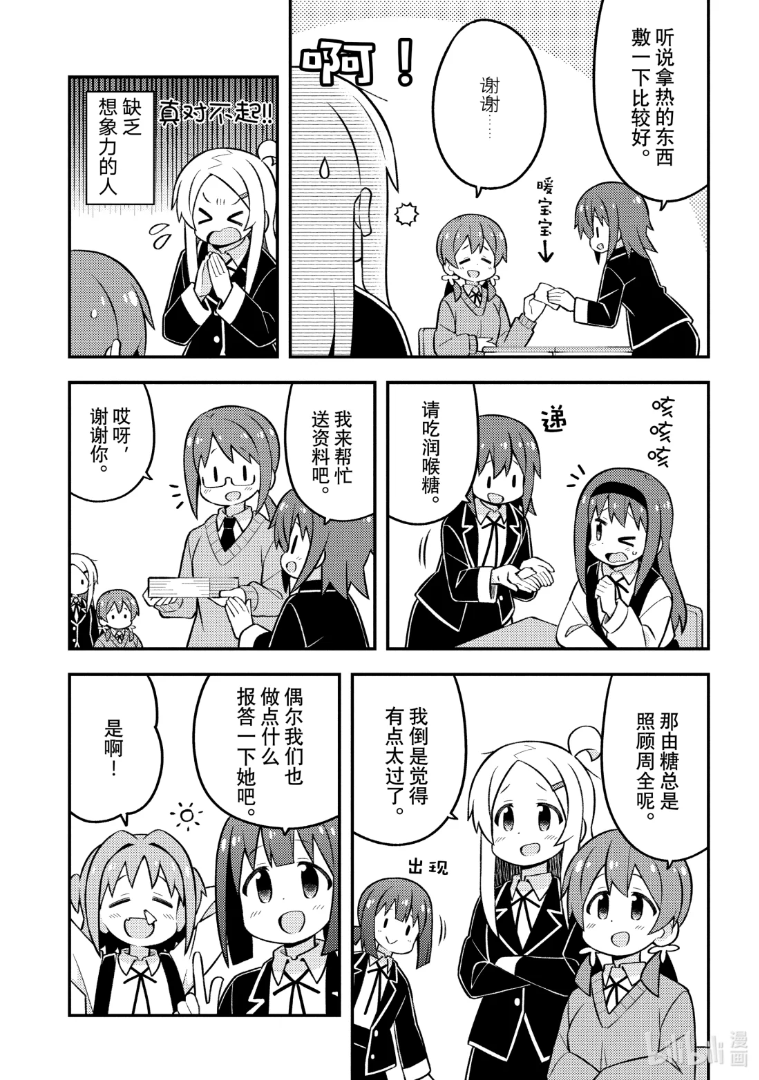 听说拿热的东西
敷一下比较好。
谢谢……
暖宝宝
啊!
真对不起!!
缺乏
想象力的人
咳咳咳
递
请吃润喉糖。
我来帮忙
送资料吧。
哎呀,
谢谢你。
那由糖总是
照顾周全呢。
我倒是觉得
有点太过了。
出现
偶尔我们也
做点什么
报答一下她吧。
是啊!
bilibili
漫画